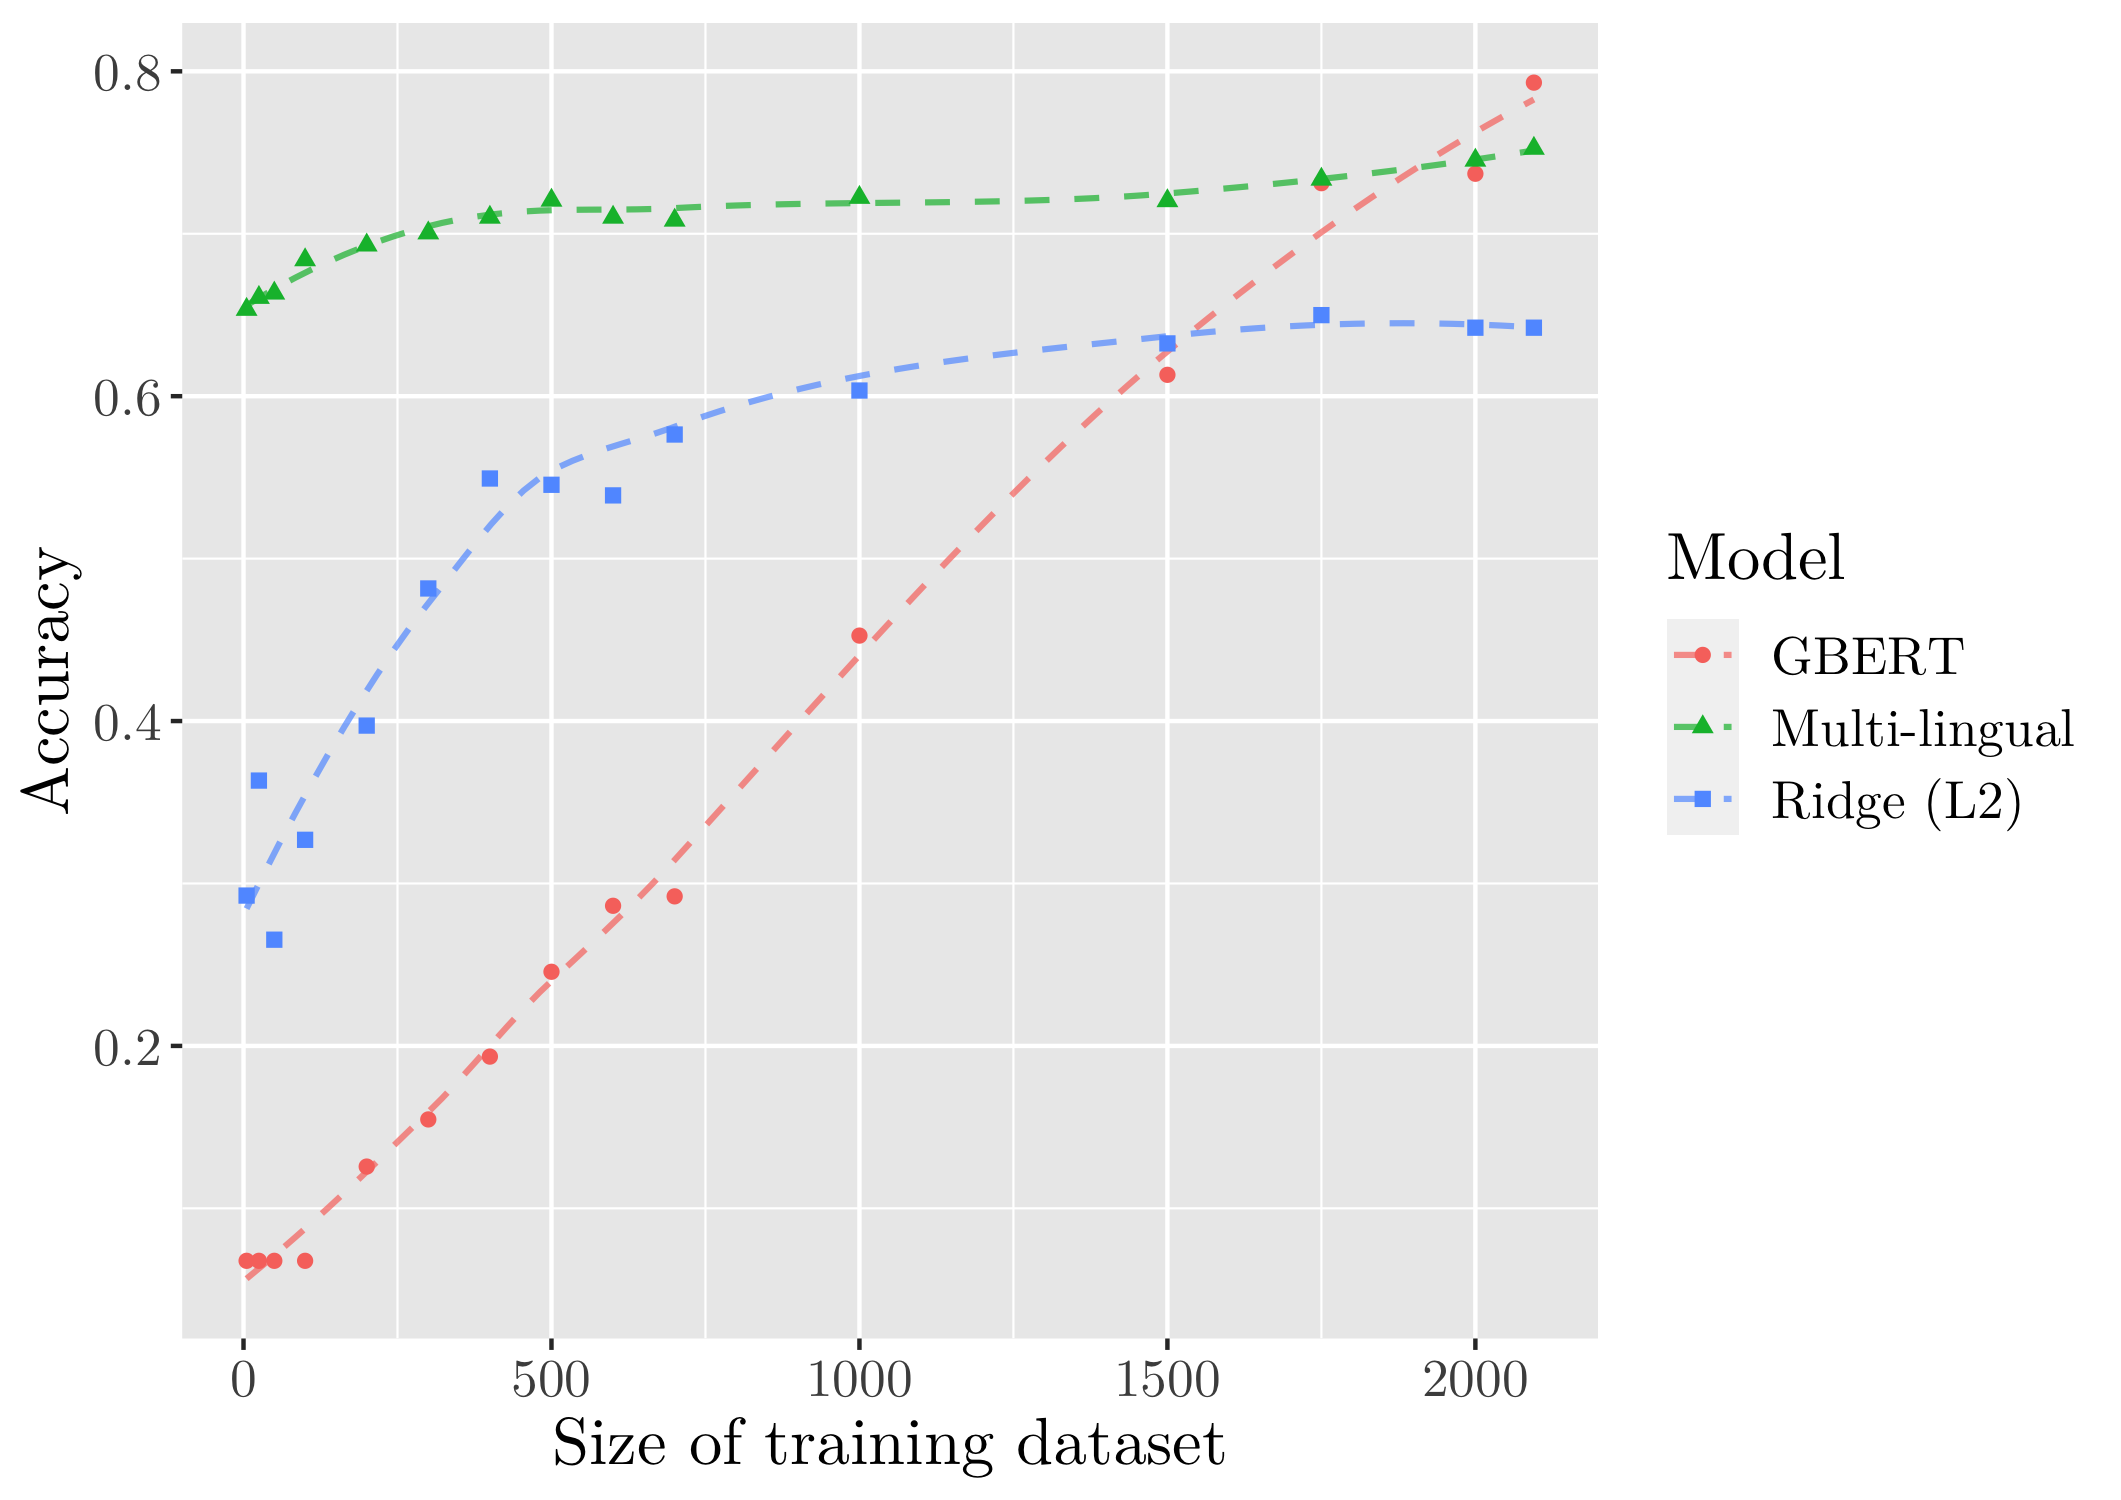 0.8
0.6
0.4
0.2
Accuracy
0 500 1000 1500 2000
Size of training dataset
Model
GBERT
Multi-lingual
Ridge (L2)